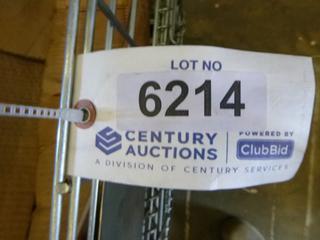 LOT NO
6214
CENTURY
AUCTIONS
POWERED BY
ClubBid
A DIVISION OF CENTURY SERVICES